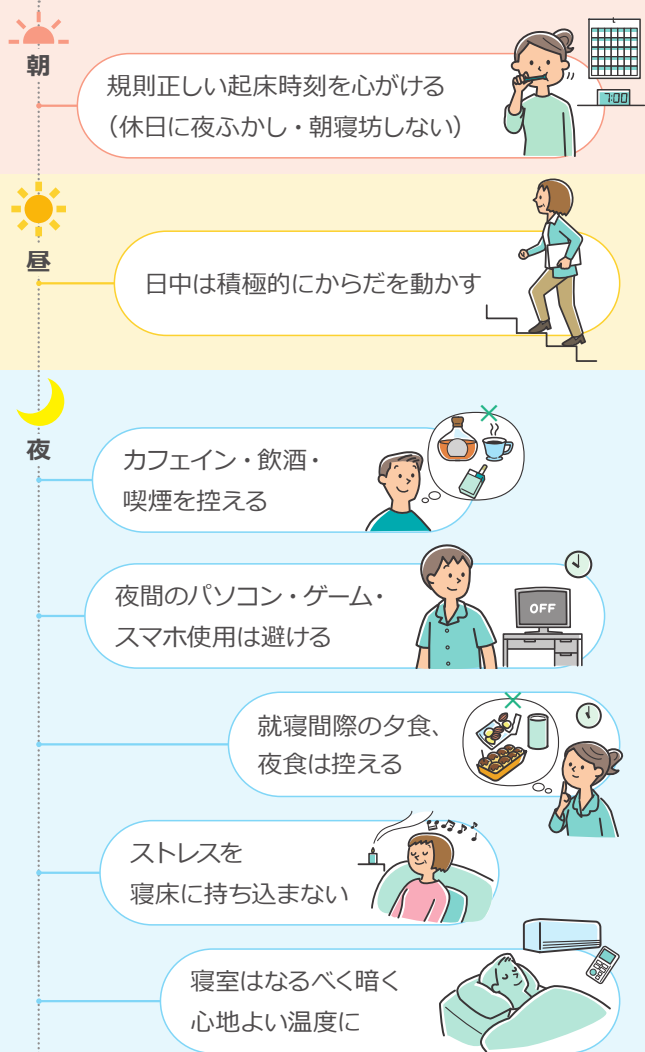 朝
規則正しい起床時刻を心がける
（休日に夜ふかし・朝寝坊しない）
7:00
昼
日中は積極的にからだを動かす
夜
カフェイン・飲酒・
喫煙を控える
夜間のパソコン・ゲーム・
スマホ使用は避ける
OFF
就寝間際の夕食、
夜食は控える
ストレスを
寝床に持ち込まない
寝室はなるべく暗く
心地よい温度に